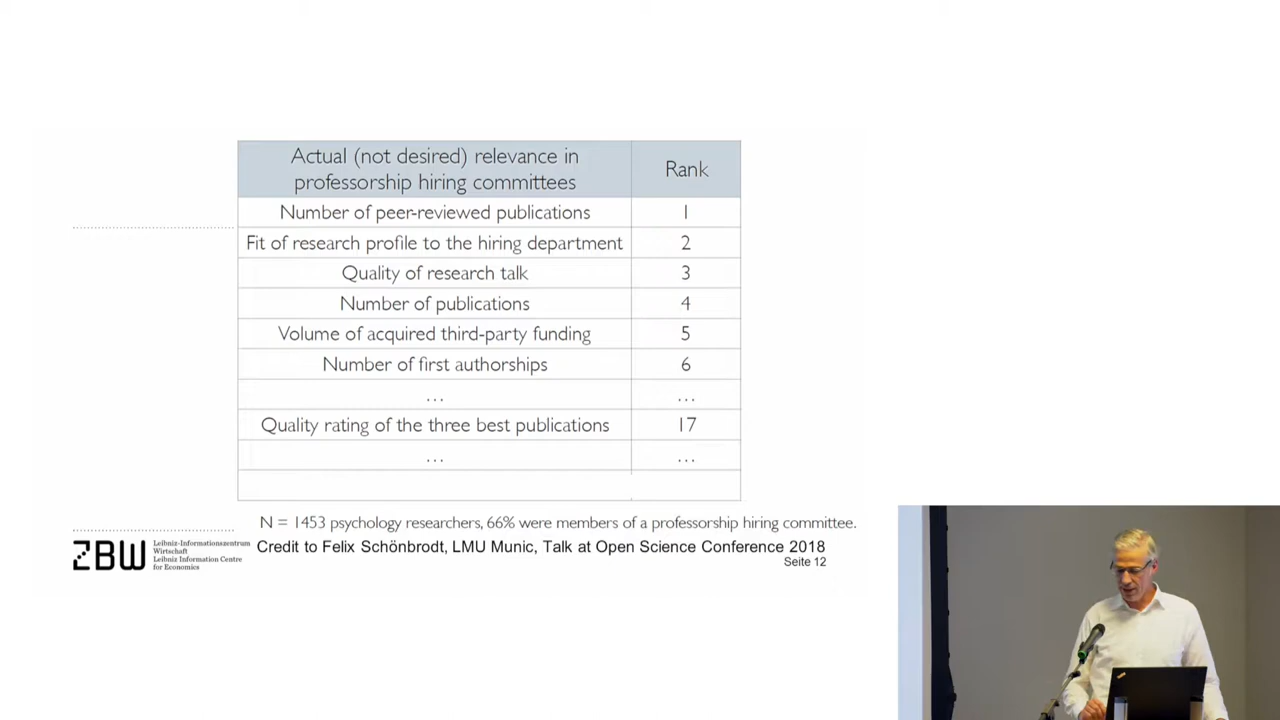 Actual (not desired) relevance in
professorship hiring committees
Rank
Number of peer-reviewed publications
1
Fit of research profile to the hiring department
2
Quality of research talk
3
Number of publications
4
Volume of acquired third-party funding
5
Number of first authorships
6
...
...
Quality rating of the three best publications
17
...
...
N = 1453 psychology researchers, 66% were members of a professorship hiring committee.
ZBW
Leibniz-Informationszentrum
Wirtschaft
Leibniz Information Centre
for Economics
Credit to Felix Schönbrodt, LMU Munic, Talk at Open Science Conference 2018
Seite 12